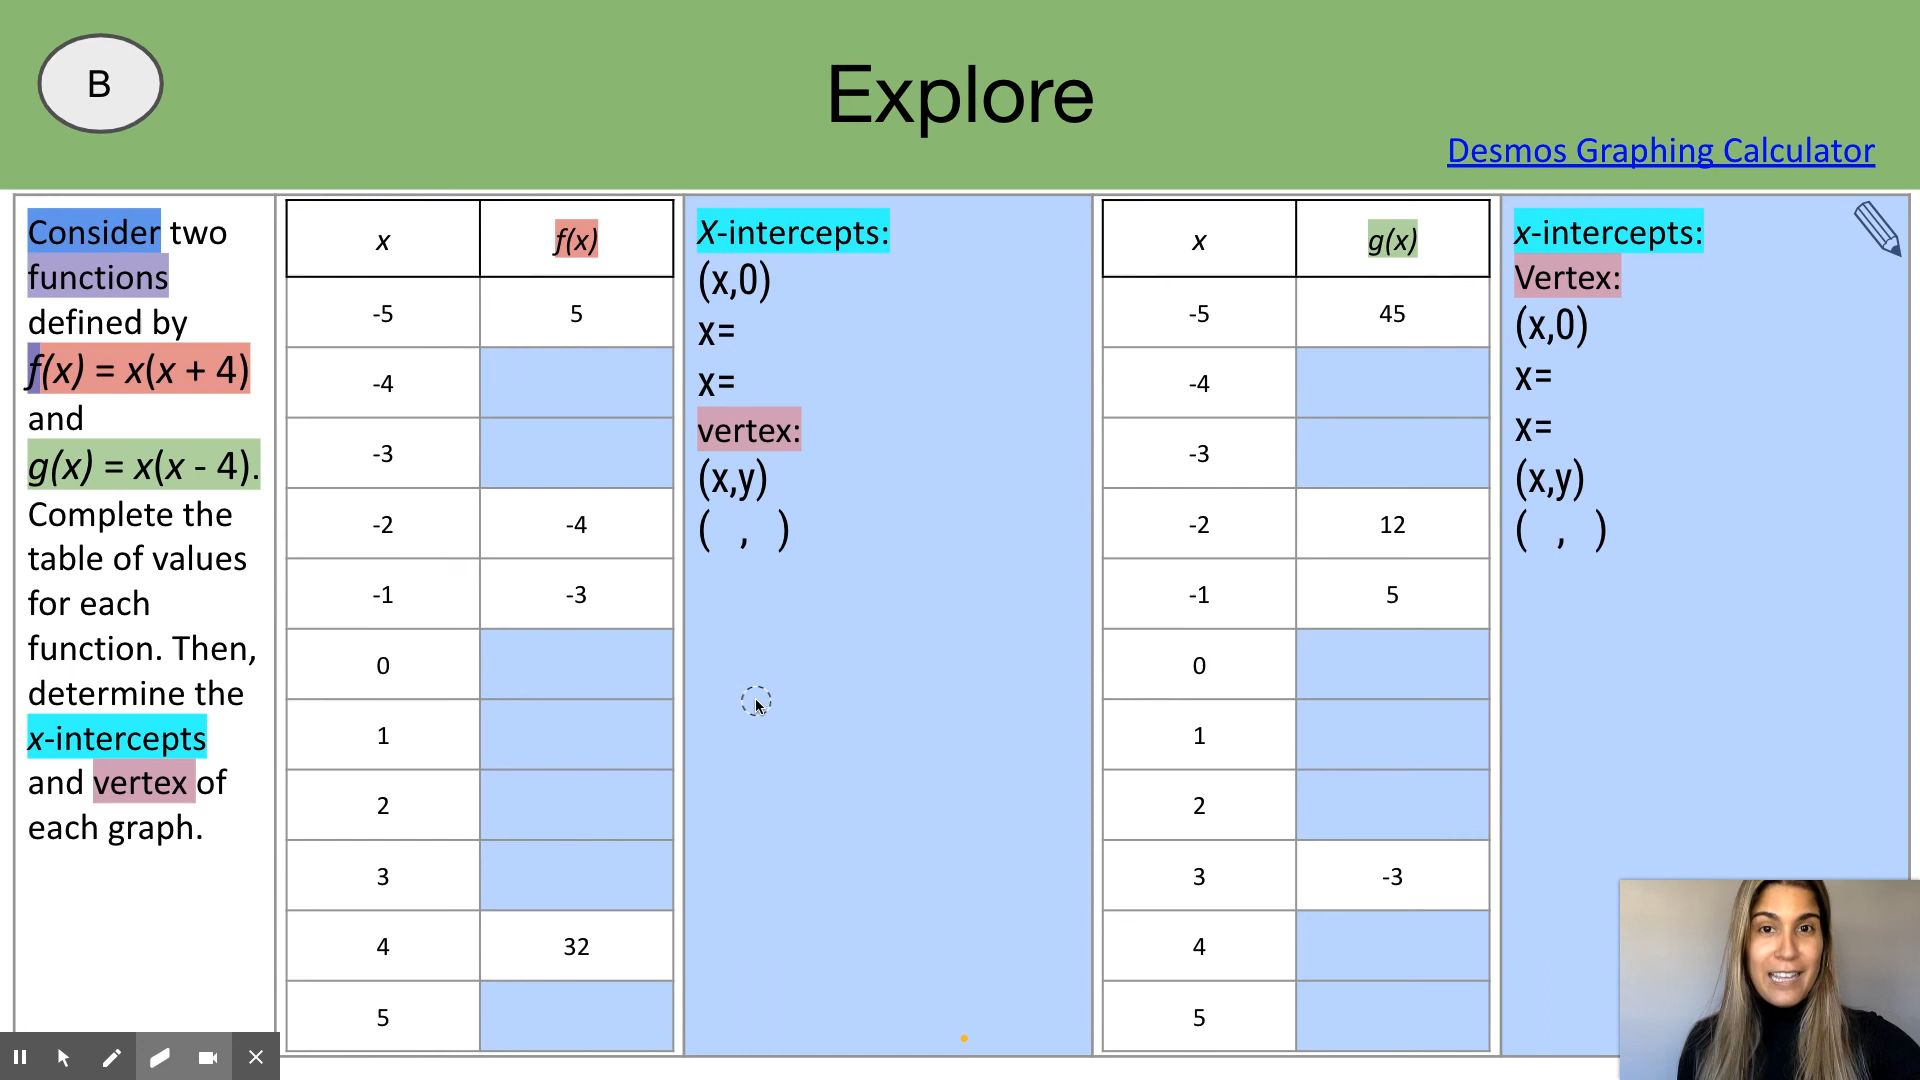 B
Explore
Desmos Graphing Calculator
Consider two
functions
defined by
f(x) = x(x + 4)
and
g(x) = x(x - 4).
Complete the
table of values
for each
function. Then,
determine the
x-intercepts
and vertex of
each graph.
x f(x)
-5 5
-4
-3
-2 -4
-1 -3
0
1
2
3
4 32
5
X-intercepts:
(x,0)
x=
x=
vertex:
(x,y)
( , )
x g(x)
-5 45
-4
-3
-2 12
-1 5
0
1
2
3 -3
4
5
x-intercepts:
Vertex:
(x,0)
x=
x=
(x,y)
( , )